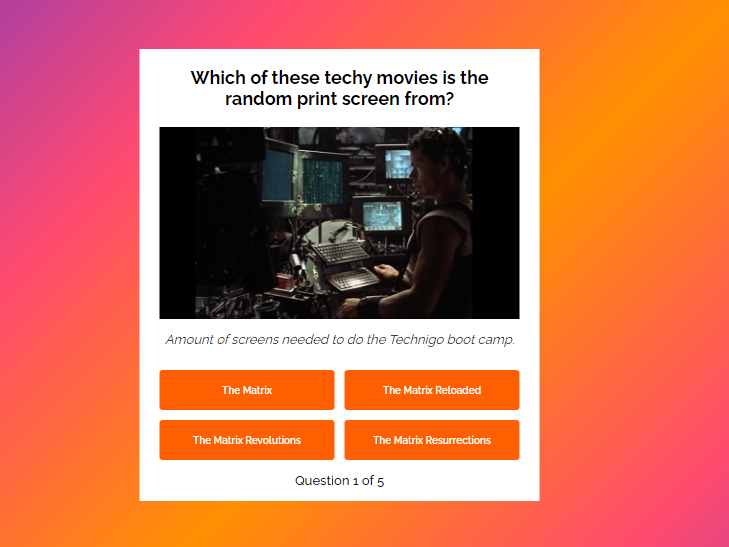 Which of these techy movies is the
random print screen from?
Amount of screens needed to do the Technigo boot camp.
The Matrix
The Matrix Reloaded
The Matrix Revolutions
The Matrix Resurrections
Question 1 of 5